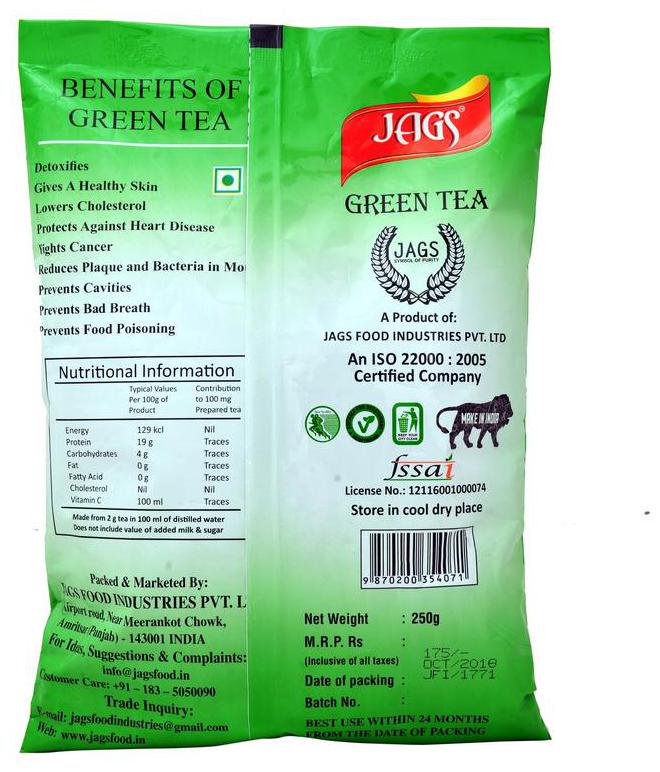 BENEFITS OF
GREEN TEA
Detoxifies
Gives A Healthy Skin
Lowers Cholesterol
Protects Against Heart Disease
ights Cancer
Reduces Plaque and Bacteria in Mo
Prevents Cavities
Prevents Bad Breath
Prevents Food Poisoning
Nutritional Information
Typical Values Per 100g of Product
Contribution to 100 mg Prepared tea
Energy 129 kcl Nil
Protein 19 g Traces
Carbohydrates 4 g Traces
Fat 0 g Traces
Fatty Acid 0 g Traces
Cholesterol Nil Nil
Vitamin C 100 ml Traces
Made from 2 g tea in 100 ml of distilled water
Does not include value of added milk & sugar
Packed & Marketed By:
JAGS FOOD INDUSTRIES PVT. L
Airport road, Near Meerankot Chowk,
Amritsar (Punjab) - 143001 INDIA
For Idas, Suggestions & Complaints:
info@jagsfood.in
Customer Care: +91 - 183 - 5050090
Trade Inquiry:
E-mail: jagsfoodindustries@gmail.com
Web: www.jagsfood.in
JAGS
GREEN TEA
JAGS
SYMBOL OF PURITY
A Product of:
JAGS FOOD INDUSTRIES PVT. LTD
An ISO 22000 : 2005
Certified Company
KEEP YOUR
CITY CLEAN
MAKE IN INDIA
fssai
License No.: 12116001000074
Store in cool dry place
9 870200 354071
Net Weight : 250g
M.R.P. Rs :
(Inclusive of all taxes) 175/-
Date of packing : OCT/2016
Batch No. : JFI/1771
BEST USE WITHIN 24 MONTHS
FROM THE DATE OF PACKING